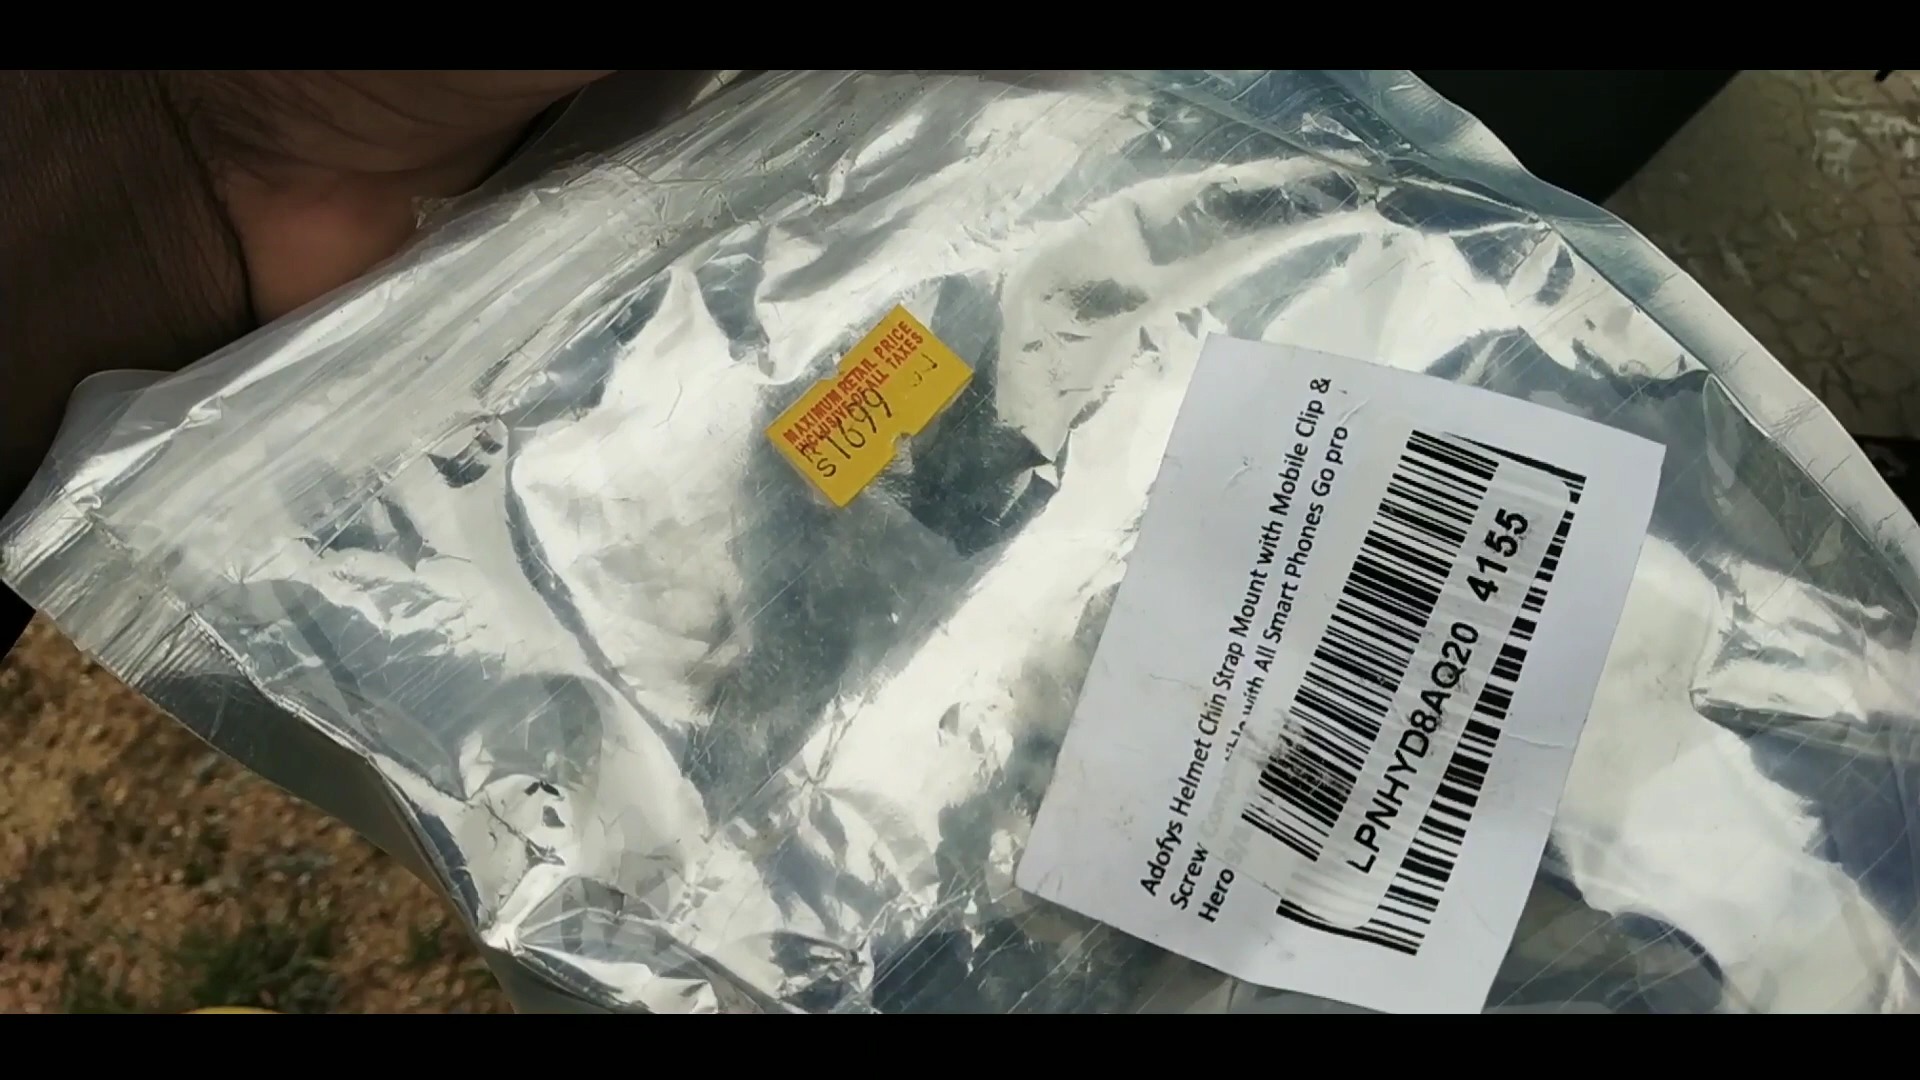 MAXIMUM RETAIL PRICE
INCLUSIVE OF ALL TAXES
1699
Adofys Helmet Chin Strap Mount with Mobile Clip &
Screw with All Smart Phones Go pro
Hero
LPNHYD8AQ20 4155